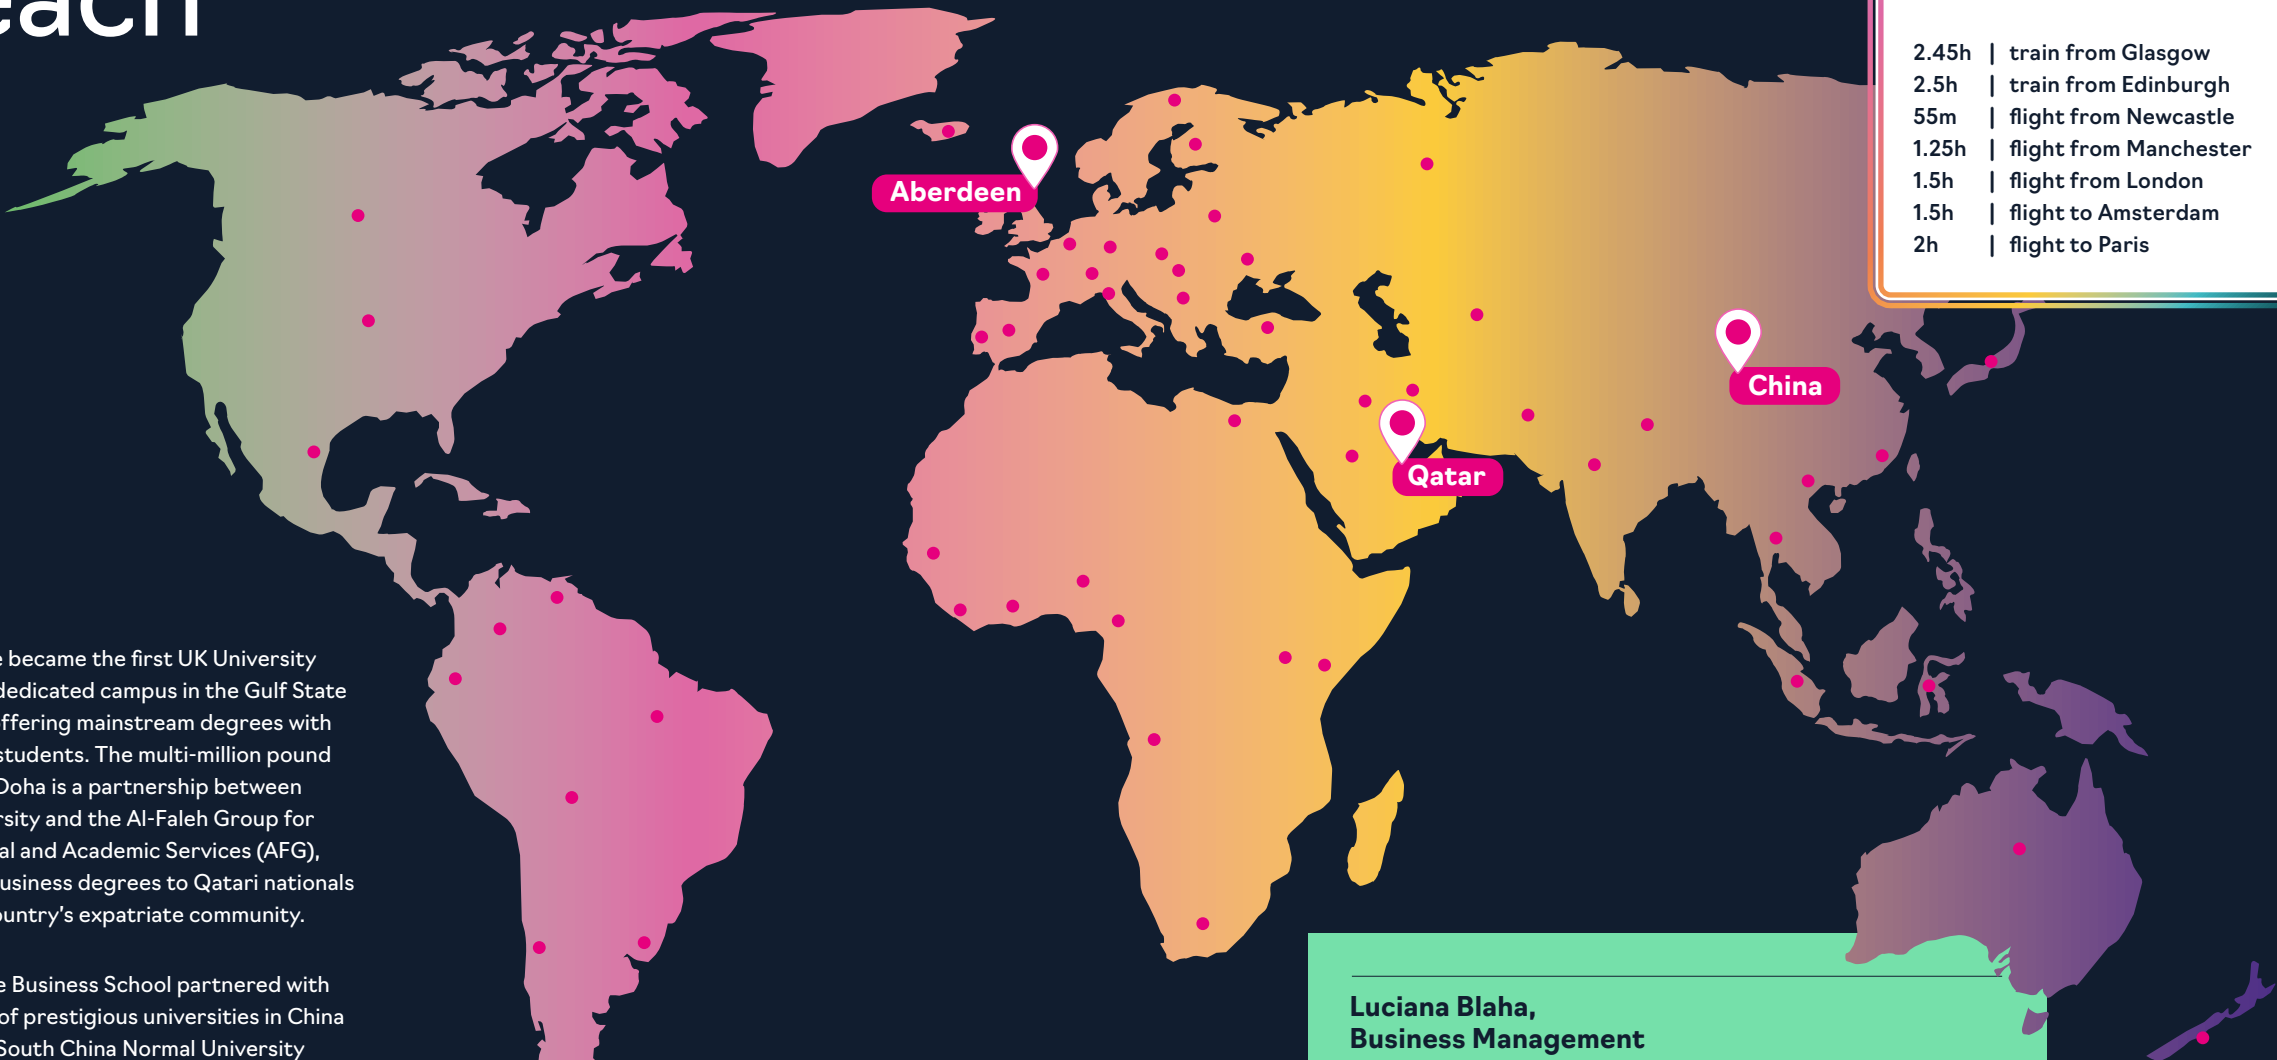 each
2.45h | train from Glasgow
2.5h | train from Edinburgh
55m | flight from Newcastle
1.25h | flight from Manchester
1.5h | flight from London
1.5h | flight to Amsterdam
2h | flight to Paris
Aberdeen
China
Qatar
became the first UK University
dedicated campus in the Gulf State
ffering mainstream degrees with
students. The multi-million pound
Doha is a partnership between
rsity and the Al-Faleh Group for
al and Academic Services (AFG),
usiness degrees to Qatari nationals
ountry's expatriate community.
e Business School partnered with
of prestigious universities in China
South China Normal University
Luciana Blaha,
Business Management